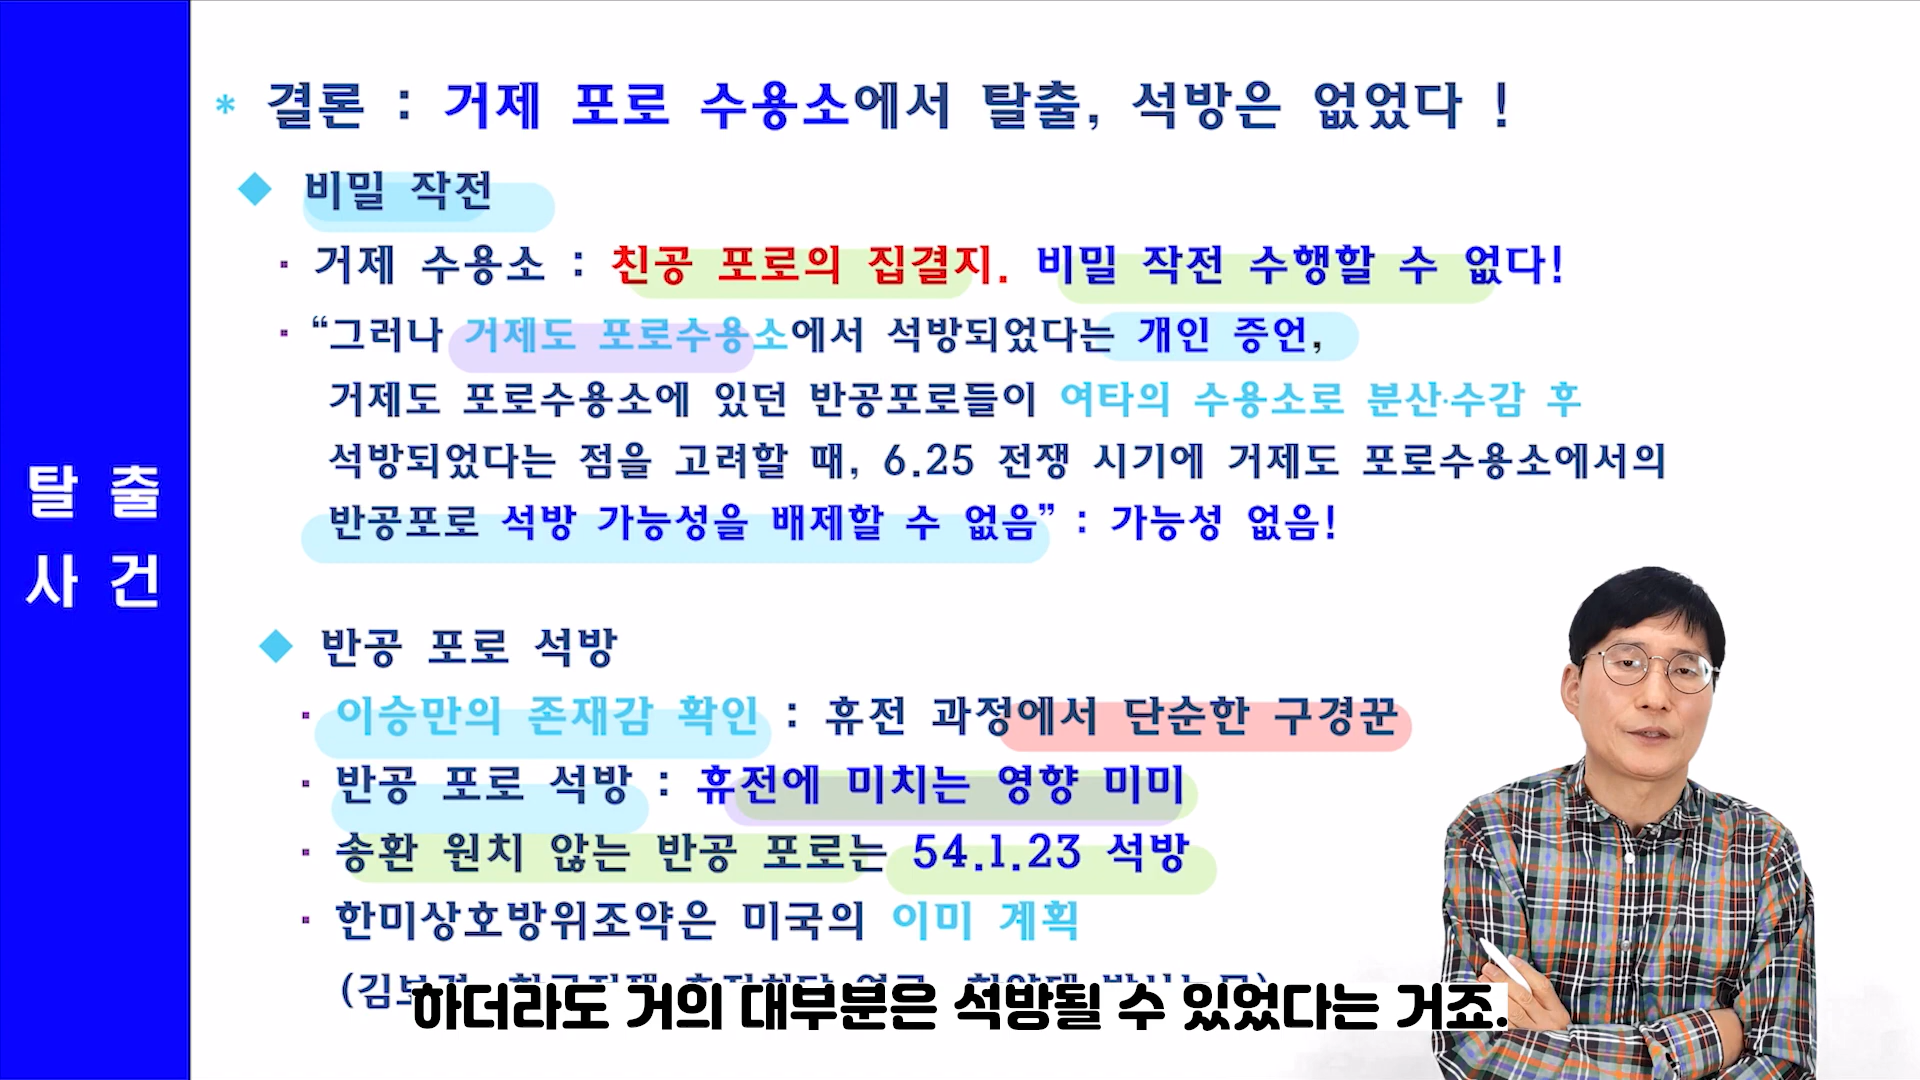 탈 출
사 건
* 결론 : 거제 포로 수용소에서 탈출, 석방은 없었다 !
◆ 비밀 작전
· 거제 수용소 : 친공 포로의 집결지. 비밀 작전 수행할 수 없다!
· “그러나 거제도 포로수용소에서 석방되었다는 개인 증언,
거제도 포로수용소에 있던 반공포로들이 여타의 수용소로 분산·수감 후
석방되었다는 점을 고려할 때, 6.25 전쟁 시기에 거제도 포로수용소에서의
반공포로 석방 가능성을 배제할 수 없음” : 가능성 없음!
◆ 반공 포로 석방
· 이승만의 존재감 확인 : 휴전 과정에서 단순한 구경꾼
· 반공 포로 석방 : 휴전에 미치는 영향 미미
· 송환 원치 않는 반공 포로는 54.1.23 석방
· 한미상호방위조약은 미국의 이미 계획
하더라도 거의 대부분은 석방될 수 있었다는 거죠.